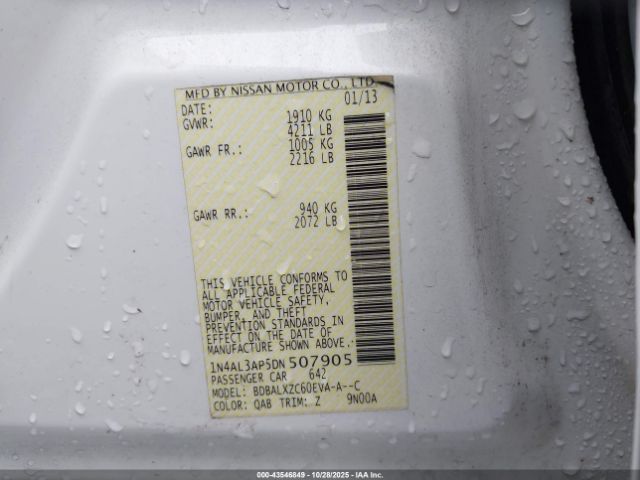 MFD BY NISSAN MOTOR CO., LTD
DATE: 01/13
GVWR: 1910 KG
4211 LB
GAWR FR.: 1005 KG
2216 LB
GAWR RR.: 940 KG
2072 LB
THIS VEHICLE CONFORMS TO
ALL APPLICABLE FEDERAL
MOTOR VEHICLE SAFETY,
BUMPER, AND THEFT
PREVENTION STANDARDS IN
EFFECT ON THE DATE OF
MANUFACTURE SHOWN ABOVE.
1N4AL3AP5DN507905
PASSENGER CAR 642
MODEL: BDBALXZC60EVA-A--C
COLOR: QAB TRIM: Z 9N00A
000-43546849 - 10/28/2025 - IAA Inc.